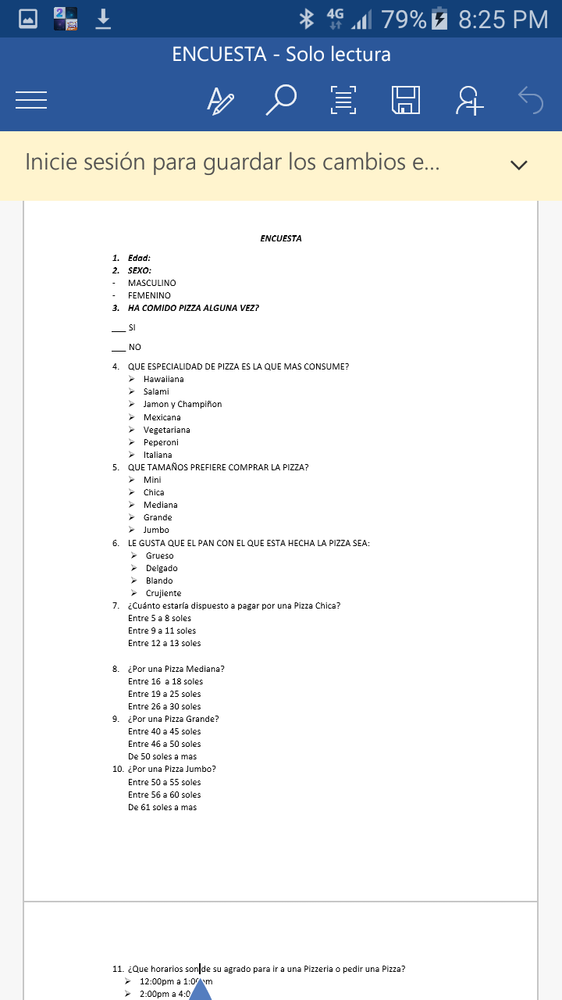 2
4G 79% 8:25 PM
ENCUESTA - Solo lectura
Inicie sesión para guardar los cambios e...
ENCUESTA
1. Edad:
2. SEXO:
- MASCULINO
- FEMENINO
3. HA COMIDO PIZZA ALGUNA VEZ?
___ SI
___ NO
4. QUE ESPECIALIDAD DE PIZZA ES LA QUE MAS CONSUME?
➢ Hawaiiana
➢ Salami
➢ Jamon y Champiñon
➢ Mexicana
➢ Vegetariana
➢ Peperoni
➢ Italiana
5. QUE TAMAÑOS PREFIERE COMPRAR LA PIZZA?
➢ Mini
➢ Chica
➢ Mediana
➢ Grande
➢ Jumbo
6. LE GUSTA QUE EL PAN CON EL QUE ESTA HECHA LA PIZZA SEA:
➢ Grueso
➢ Delgado
➢ Blando
➢ Crujiente
7. ¿Cuánto estaría dispuesto a pagar por una Pizza Chica?
Entre 5 a 8 soles
Entre 9 a 11 soles
Entre 12 a 13 soles
8. ¿Por una Pizza Mediana?
Entre 16 a 18 soles
Entre 19 a 25 soles
Entre 26 a 30 soles
9. ¿Por una Pizza Grande?
Entre 40 a 45 soles
Entre 46 a 50 soles
De 50 soles a mas
10. ¿Por una Pizza Jumbo?
Entre 50 a 55 soles
Entre 56 a 60 soles
De 61 soles a mas
11. ¿Que horarios son de su agrado para ir a una Pizzeria o pedir una Pizza?
➢ 12:00pm a 1:00pm
➢ 2:00pm a 4:0